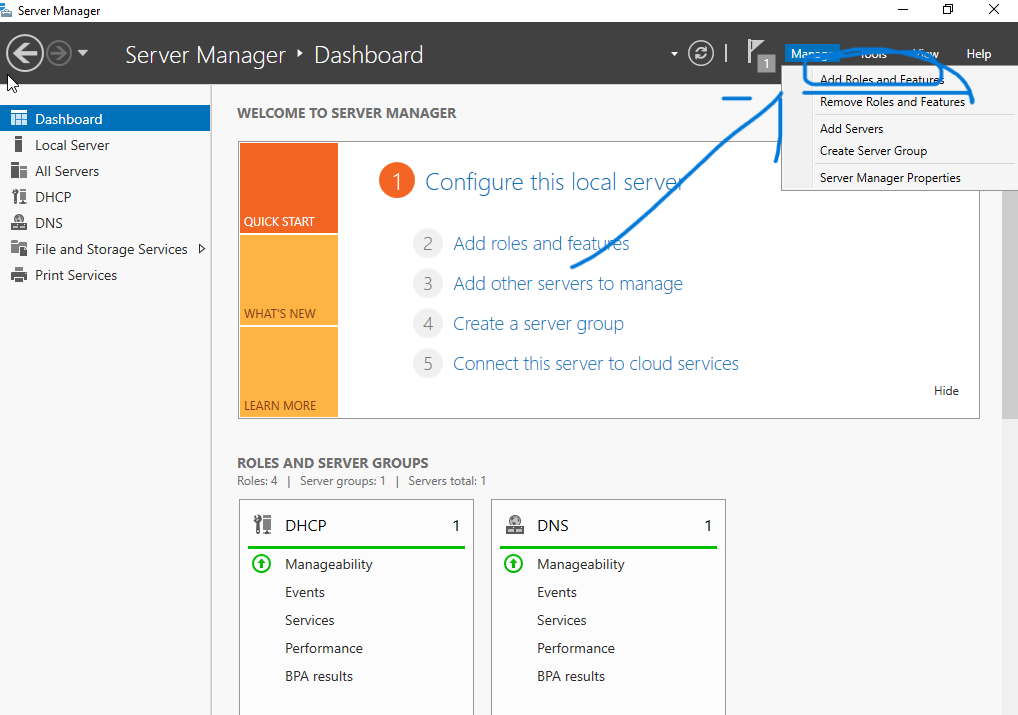 Server Manager
Server Manager ‣ Dashboard
1
Manage Tools View Help
Add Roles and Features
Remove Roles and Features
Add Servers
Create Server Group
Server Manager Properties
Dashboard
Local Server
All Servers
DHCP
DNS
File and Storage Services
Print Services
WELCOME TO SERVER MANAGER
QUICK START
WHAT'S NEW
LEARN MORE
1 Configure this local server
2 Add roles and features
3 Add other servers to manage
4 Create a server group
5 Connect this server to cloud services
Hide
ROLES AND SERVER GROUPS
Roles: 4 | Server groups: 1 | Servers total: 1
DHCP 1
Manageability
Events
Services
Performance
BPA results
DNS 1
Manageability
Events
Services
Performance
BPA results